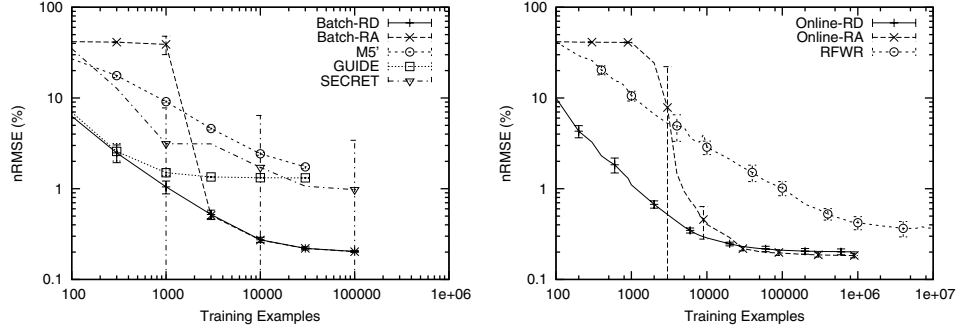 100
10
1
0.1
nRMSE (%)
100
1000
10000
100000
1e+06
Training Examples
Batch-RD
Batch-RA
M5'
GUIDE
SECRET
100
10
1
0.1
nRMSE (%)
100
1000
10000
100000
1e+06
1e+07
Training Examples
Online-RD
Online-RA
RFWR